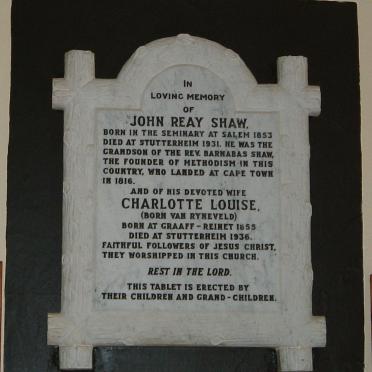 IN
LOVING MEMORY
OF
JOHN REAY SHAW,
BORN IN THE SEMINARY AT SALEM 1853
DIED AT STUTTERHEIM 1931. HE WAS THE
GRANDSON OF THE REV. BARNABAS SHAW,
THE FOUNDER OF METHODISM IN THIS
COUNTRY, WHO LANDED AT CAPE TOWN
IN 1816.
AND OF HIS DEVOTED WIFE
CHARLOTTE LOUISE,
(BORN VAN RYNEVELD)
BORN AT GRAAFF-REINET 1855
DIED AT STUTTERHEIM 1936.
FAITHFUL FOLLOWERS OF JESUS CHRIST,
THEY WORSHIPPED IN THIS CHURCH.
REST IN THE LORD.
THIS TABLET IS ERECTED BY
THEIR CHILDREN AND GRAND-CHILDREN.